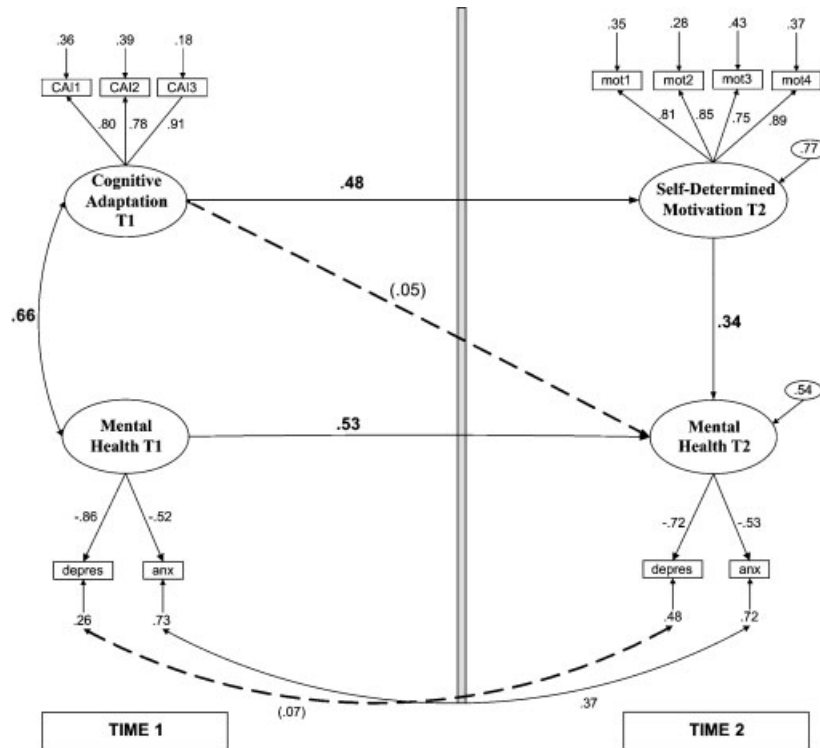 .36 .39 .18
CAI1 CAI2 CAI3
.80 .78 .91
Cognitive
Adaptation
T1
.35 .28 .43 .37
mot1 mot2 mot3 mot4
.81 .85 .75 .89
.77
Self-Determined
Motivation T2
.48
(.05)
.66
.34
Mental
Health T1
.53
.54
Mental
Health T2
-.86 -.52
depres anx
.26 .73
-.72 -.53
depres anx
.48 .72
(.07)
.37
TIME 1
TIME 2